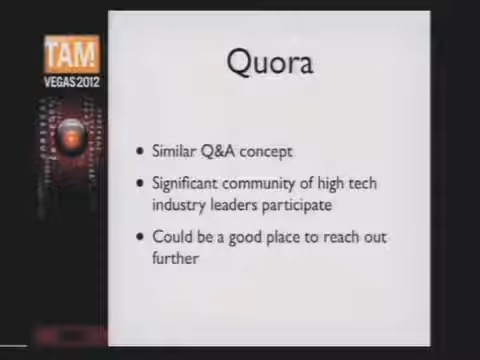 TAM!
VEGAS 2012
Quora
• Similar Q&A concept
• Significant community of high tech
industry leaders participate
• Could be a good place to reach out
further